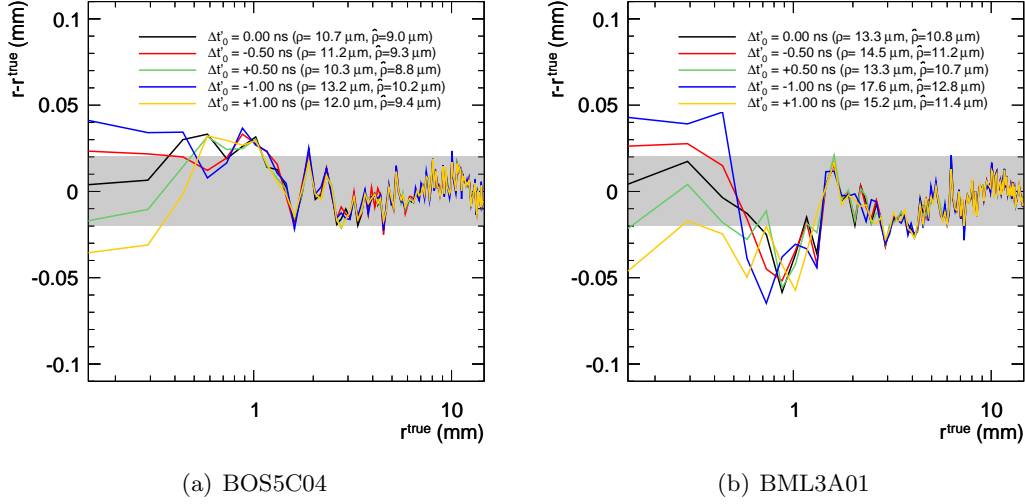 r-r^true (mm)
0.1
0.05
0
-0.05
-0.1
Δt'₀ = 0.00 ns (ρ= 10.7 μm, ρ̂=9.0 μm)
Δt'₀ = -0.50 ns (ρ= 11.2 μm, ρ̂=9.3 μm)
Δt'₀ = +0.50 ns (ρ= 10.3 μm, ρ̂=8.8 μm)
Δt'₀ = -1.00 ns (ρ= 13.2 μm, ρ̂=10.2 μm)
Δt'₀ = +1.00 ns (ρ= 12.0 μm, ρ̂=9.4 μm)
1
10
r^true (mm)
(a) BOS5C04
r-r^true (mm)
0.1
0.05
0
-0.05
-0.1
Δt'₀ = 0.00 ns (ρ= 13.3 μm, ρ̂=10.8 μm)
Δt'₀ = -0.50 ns (ρ= 14.5 μm, ρ̂=11.2 μm)
Δt'₀ = +0.50 ns (ρ= 13.3 μm, ρ̂=10.7 μm)
Δt'₀ = -1.00 ns (ρ= 17.6 μm, ρ̂=12.8 μm)
Δt'₀ = +1.00 ns (ρ= 15.2 μm, ρ̂=11.4 μm)
1
10
r^true (mm)
(b) BML3A01